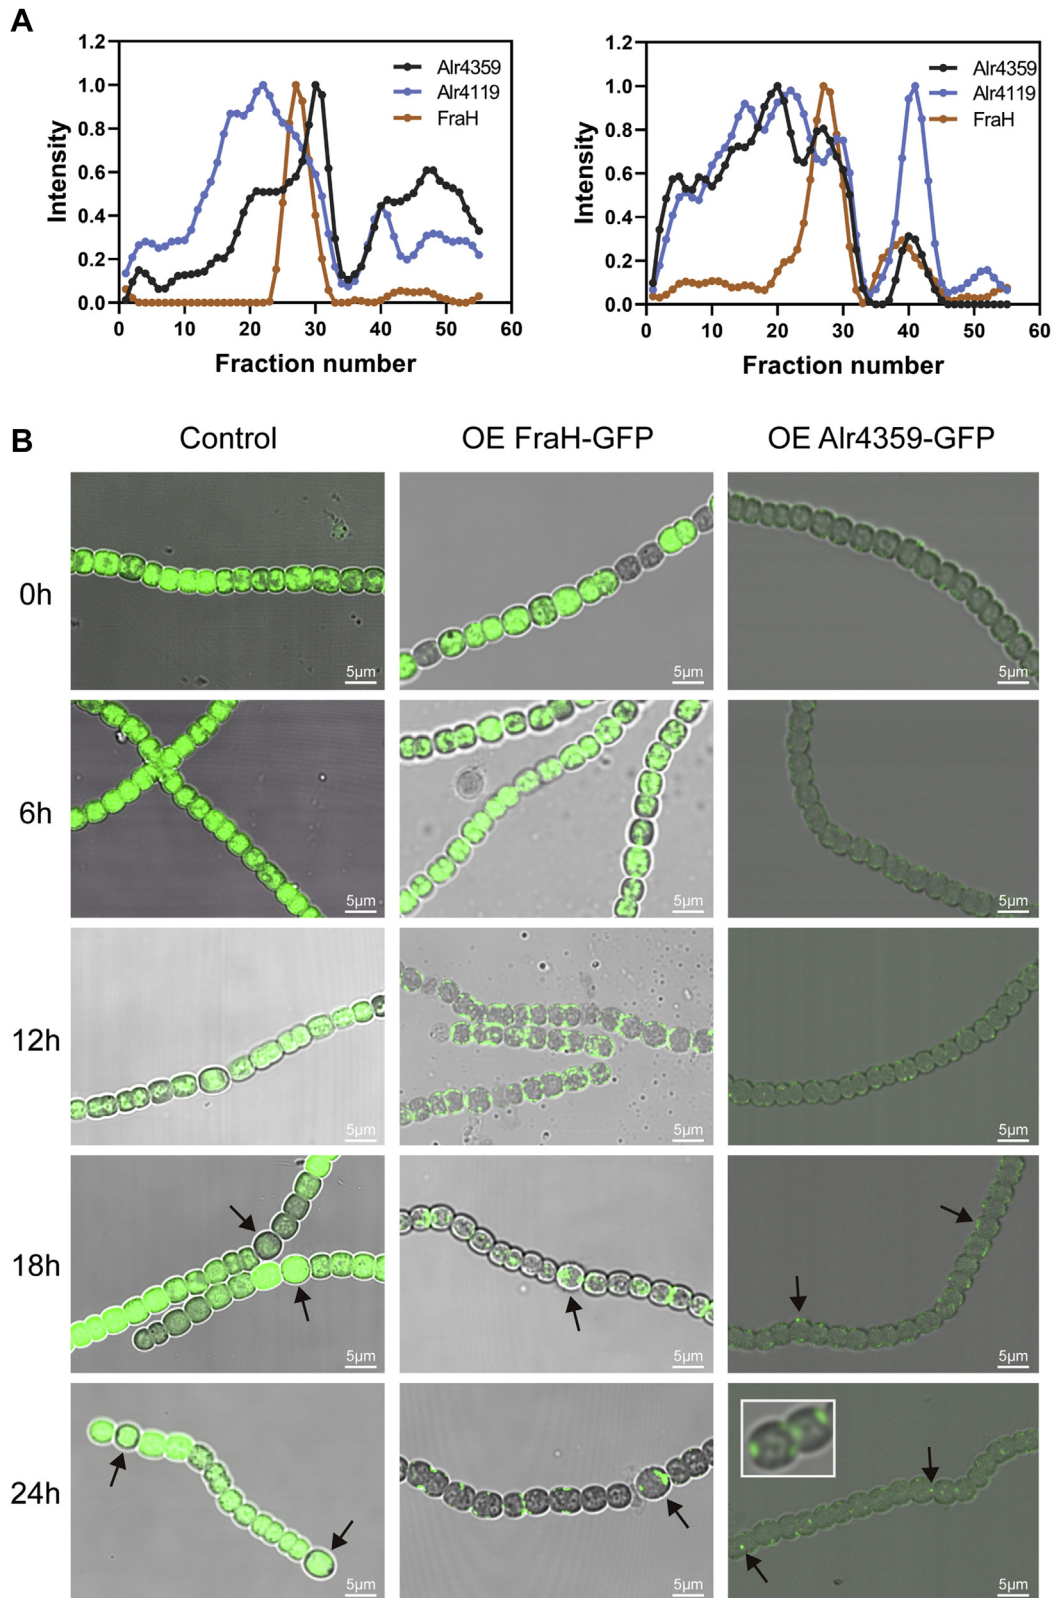 A
1.2
1.0
0.8
0.6
0.4
0.2
0.0
0 10 20 30 40 50 60
Intensity
Fraction number
Alr4359
Alr4119
FraH
1.2
1.0
0.8
0.6
0.4
0.2
0.0
0 10 20 30 40 50 60
Intensity
Fraction number
Alr4359
Alr4119
FraH
B
Control OE FraH-GFP OE Alr4359-GFP
0h
5μm 5μm 5μm
6h
5μm 5μm 5μm
12h
5μm 5μm 5μm
18h
5μm 5μm 5μm
24h
5μm 5μm 5μm